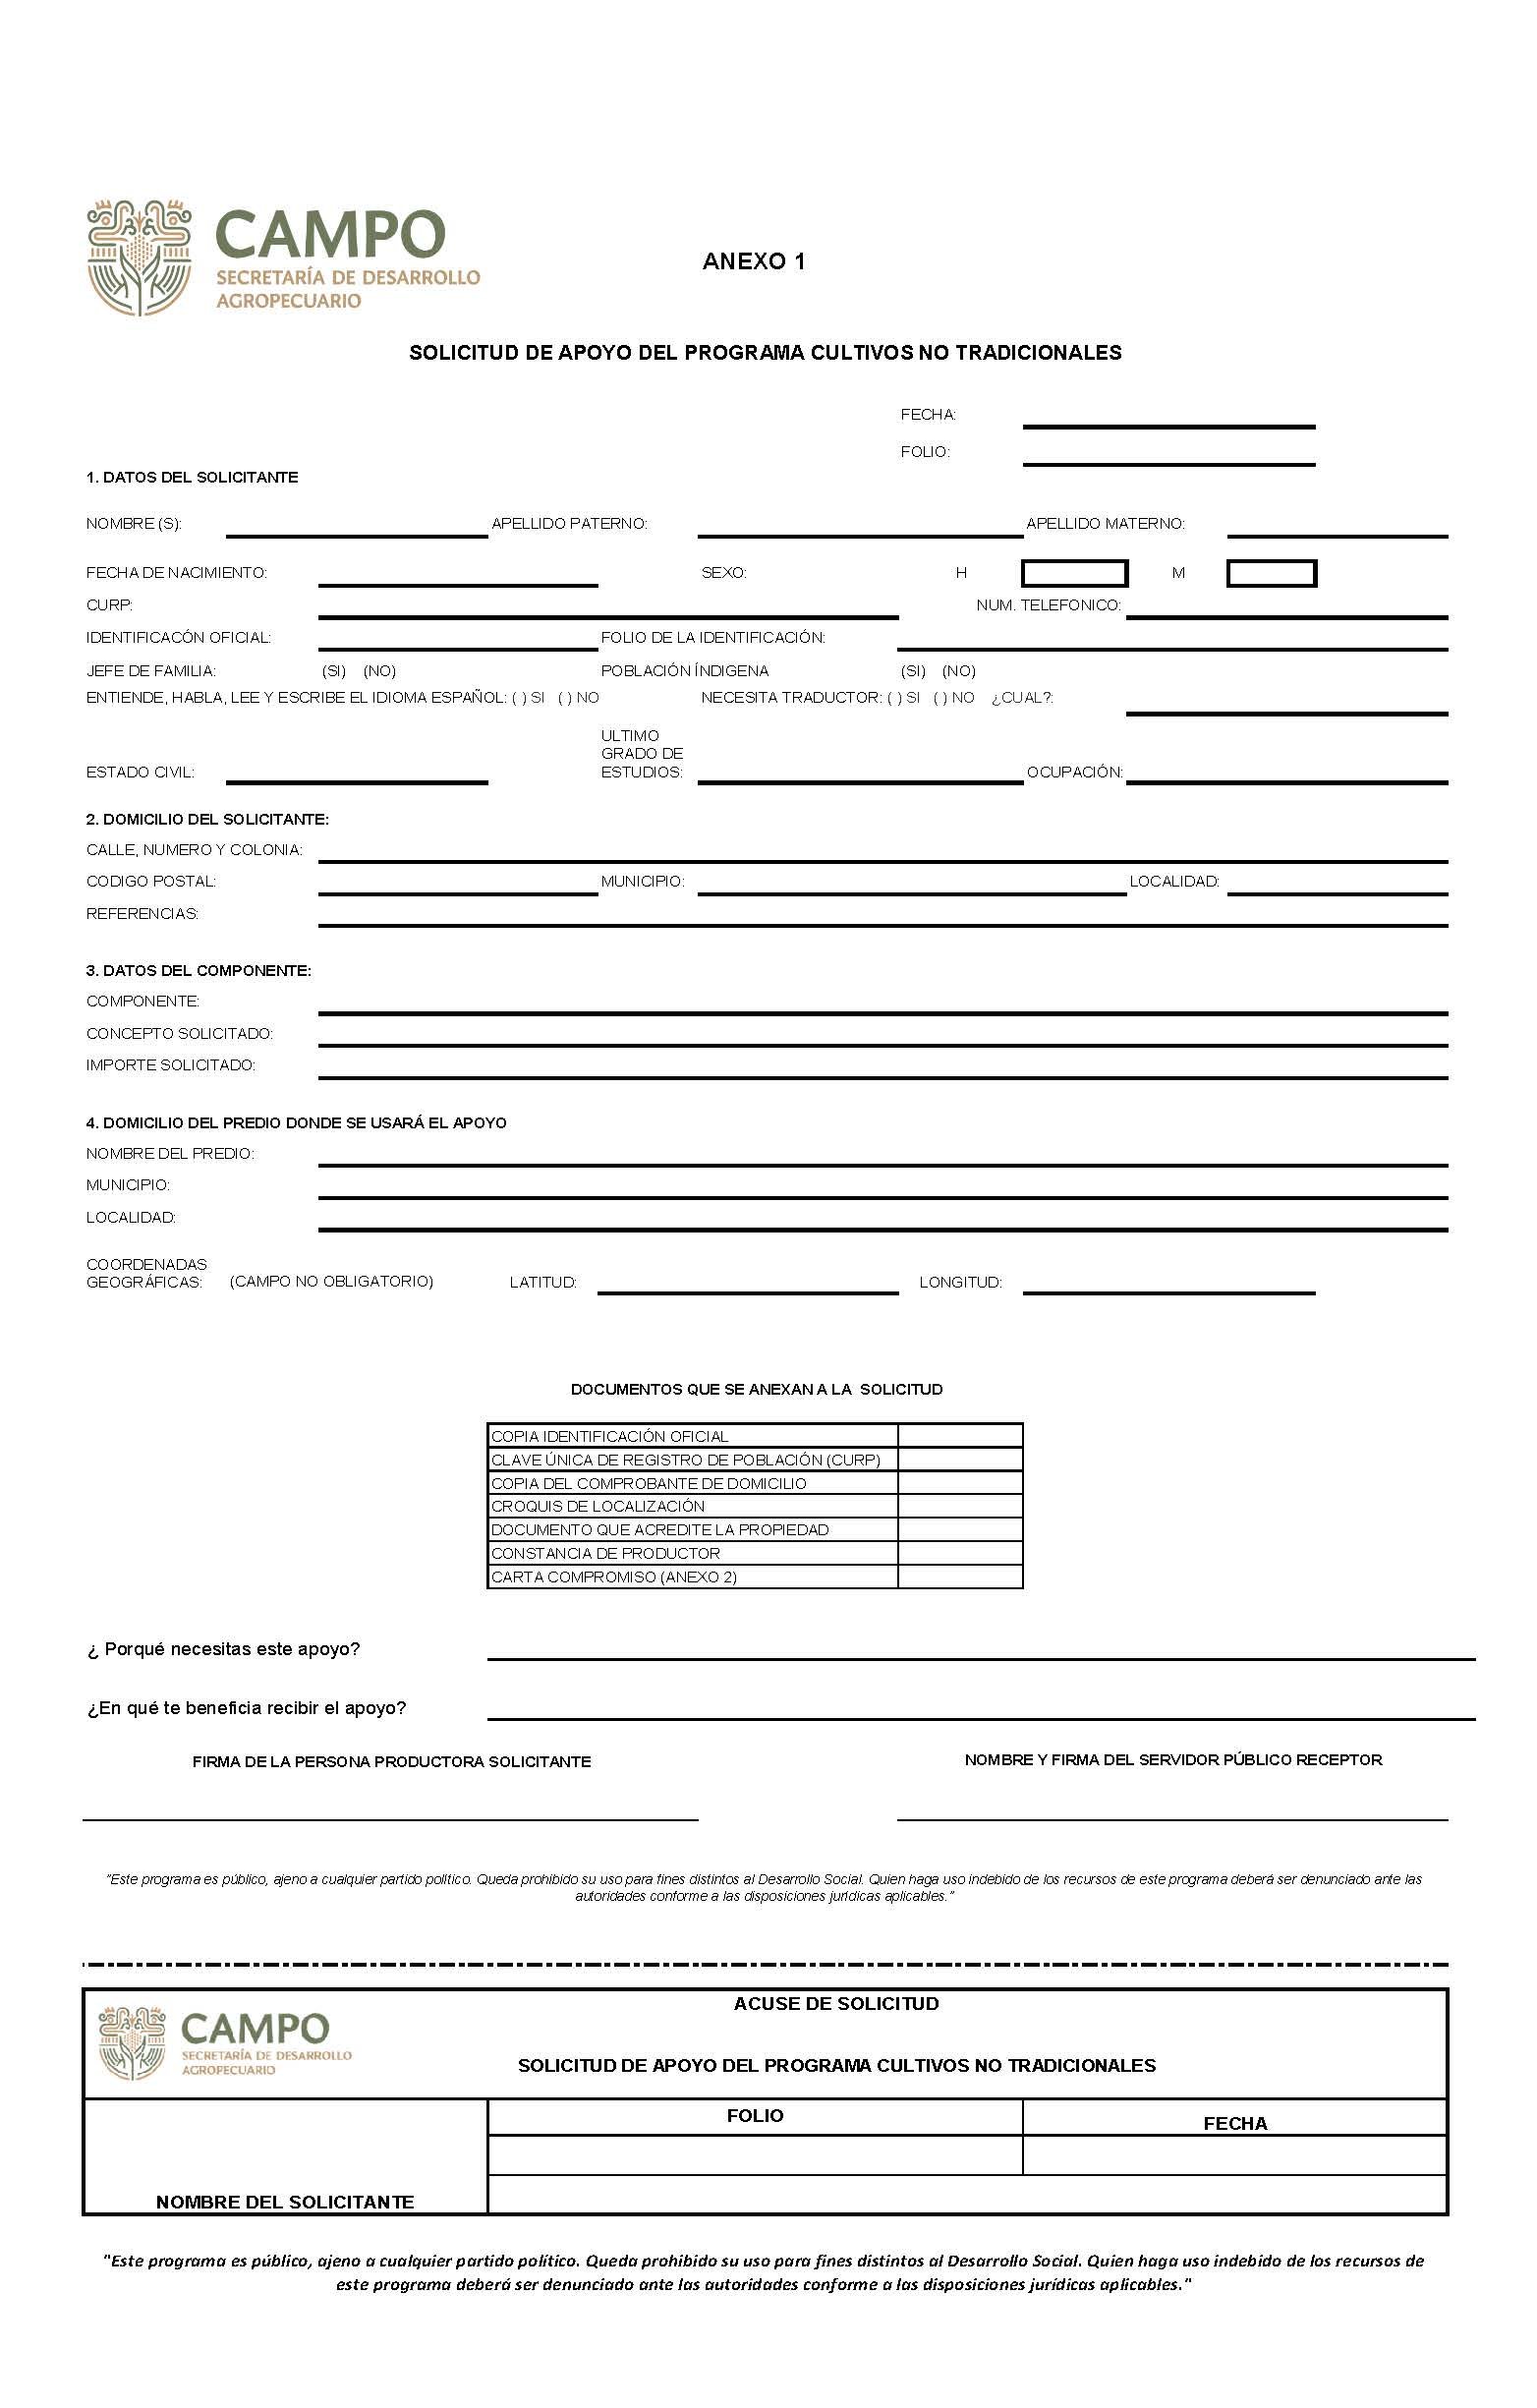 CAMPO
SECRETARÍA DE DESARROLLO
AGROPECUARIO
ANEXO 1
SOLICITUD DE APOYO DEL PROGRAMA CULTIVOS NO TRADICIONALES
FECHA:
FOLIO:
1. DATOS DEL SOLICITANTE
NOMBRE (S): APELLIDO PATERNO: APELLIDO MATERNO:
FECHA DE NACIMIENTO: SEXO: H M
CURP: NUM. TELEFONICO:
IDENTIFICACÓN OFICIAL: FOLIO DE LA IDENTIFICACIÓN:
JEFE DE FAMILIA: (SI) (NO) POBLACIÓN ÍNDIGENA (SI) (NO)
ENTIENDE, HABLA, LEE Y ESCRIBE EL IDIOMA ESPAÑOL: ( ) SI ( ) NO NECESITA TRADUCTOR: ( ) SI ( ) NO ¿CUAL?:
ULTIMO
GRADO DE
ESTADO CIVIL: ESTUDIOS: OCUPACIÓN:
2. DOMICILIO DEL SOLICITANTE:
CALLE, NUMERO Y COLONIA:
CODIGO POSTAL: MUNICIPIO: LOCALIDAD:
REFERENCIAS:
3. DATOS DEL COMPONENTE:
COMPONENTE:
CONCEPTO SOLICITADO:
IMPORTE SOLICITADO:
4. DOMICILIO DEL PREDIO DONDE SE USARÁ EL APOYO
NOMBRE DEL PREDIO:
MUNICIPIO:
LOCALIDAD:
COORDENADAS
GEOGRÁFICAS: (CAMPO NO OBLIGATORIO) LATITUD: LONGITUD:
DOCUMENTOS QUE SE ANEXAN A LA SOLICITUD
COPIA IDENTIFICACIÓN OFICIAL
CLAVE ÚNICA DE REGISTRO DE POBLACIÓN (CURP)
COPIA DEL COMPROBANTE DE DOMICILIO
CROQUIS DE LOCALIZACIÓN
DOCUMENTO QUE ACREDITE LA PROPIEDAD
CONSTANCIA DE PRODUCTOR
CARTA COMPROMISO (ANEXO 2)
¿ Porqué necesitas este apoyo?
¿En qué te beneficia recibir el apoyo?
FIRMA DE LA PERSONA PRODUCTORA SOLICITANTE NOMBRE Y FIRMA DEL SERVIDOR PÚBLICO RECEPTOR
"Este programa es público, ajeno a cualquier partido político. Queda prohibido su uso para fines distintos al Desarrollo Social. Quien haga uso indebido de los recursos de este programa deberá ser denunciado ante las
autoridades conforme a las disposiciones jurídicas aplicables."
ACUSE DE SOLICITUD
CAMPO
SECRETARÍA DE DESARROLLO
AGROPECUARIO
SOLICITUD DE APOYO DEL PROGRAMA CULTIVOS NO TRADICIONALES
FOLIO FECHA
NOMBRE DEL SOLICITANTE
"Este programa es público, ajeno a cualquier partido político. Queda prohibido su uso para fines distintos al Desarrollo Social. Quien haga uso indebido de los recursos de
este programa deberá ser denunciado ante las autoridades conforme a las disposiciones jurídicas aplicables."